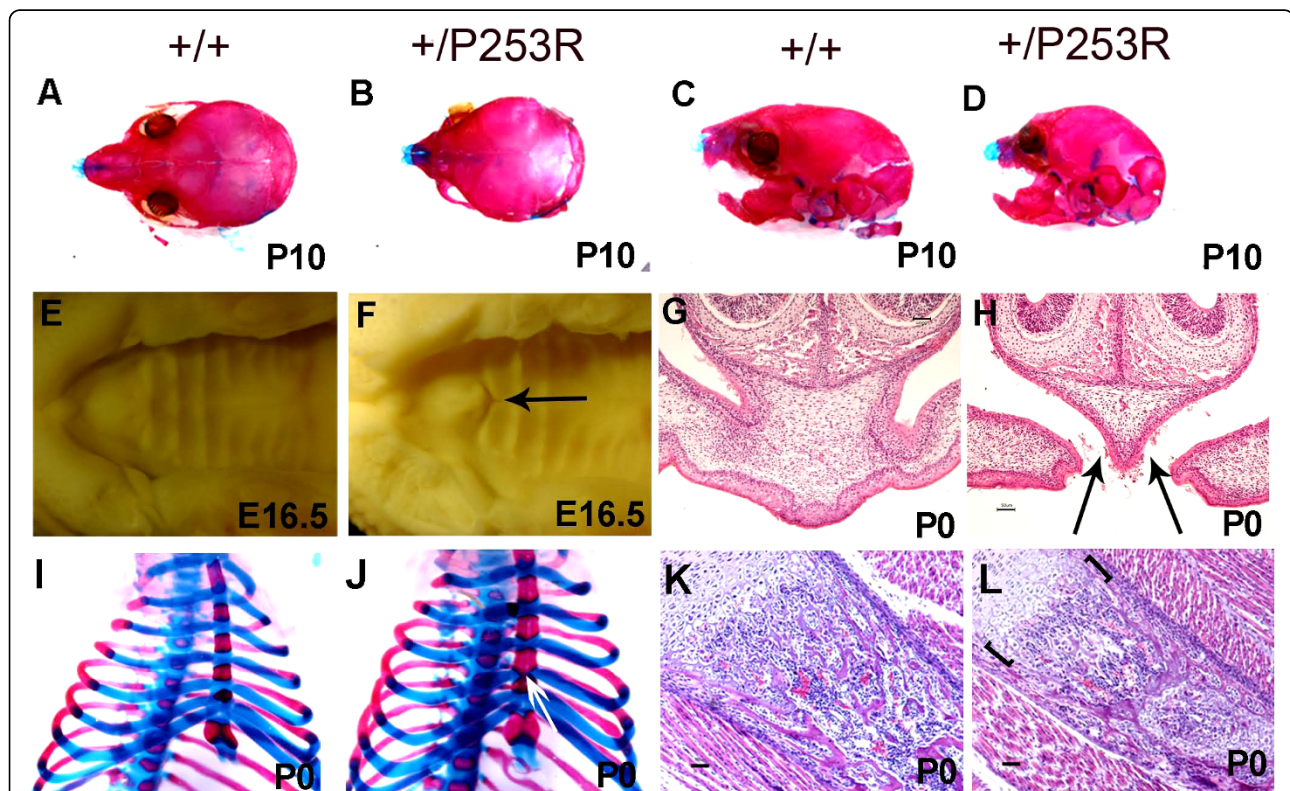 +/+ +/P253R +/+ +/P253R
A B C D
P10 P10 P10 P10
E F G H
E16.5 E16.5 P0 P0
I J K L
P0 P0 P0 P0